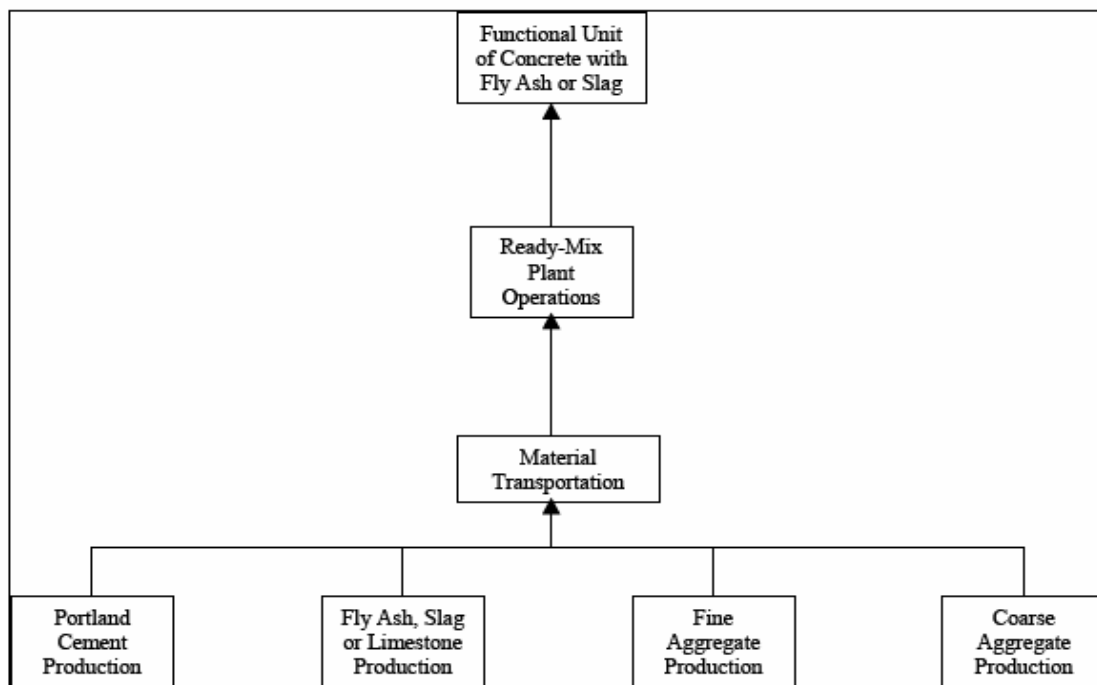 Functional Unit
of Concrete with
Fly Ash or Slag
Ready-Mix
Plant
Operations
Material
Transportation
Portland
Cement
Production
Fly Ash, Slag
or Limestone
Production
Fine
Aggregate
Production
Coarse
Aggregate
Production